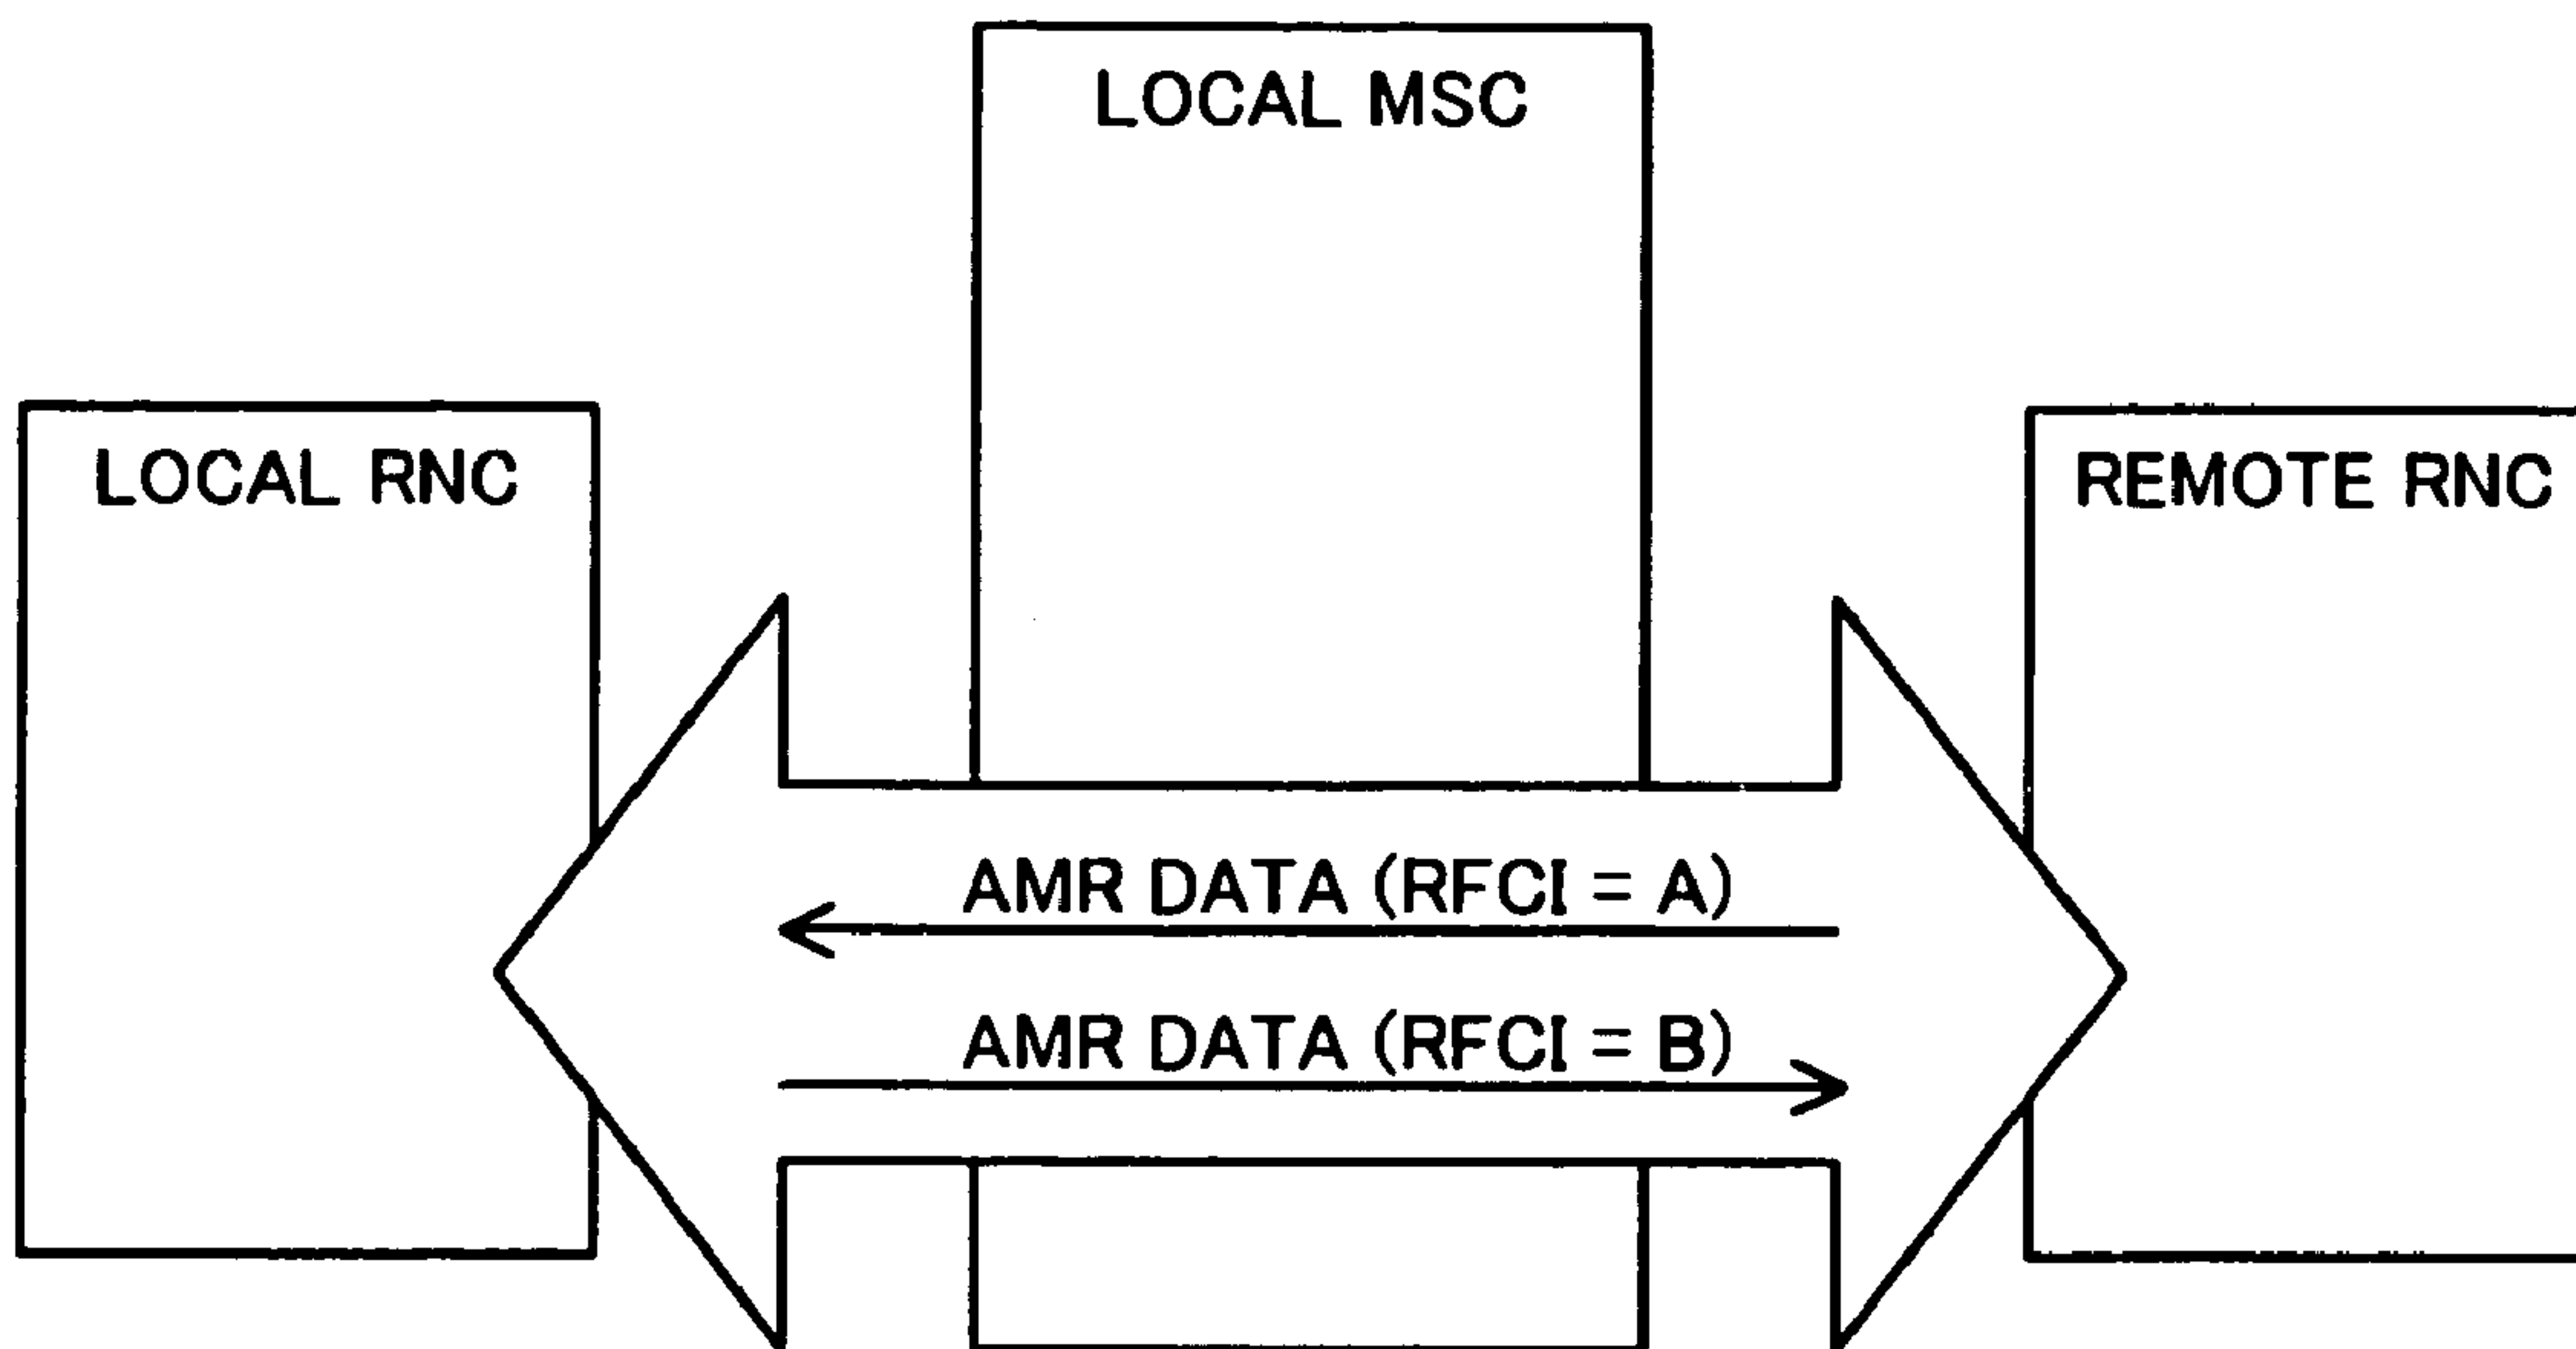 LOCAL MSC
LOCAL RNC
REMOTE RNC
AMR DATA (RFCI = A)
AMR DATA (RFCI = B)